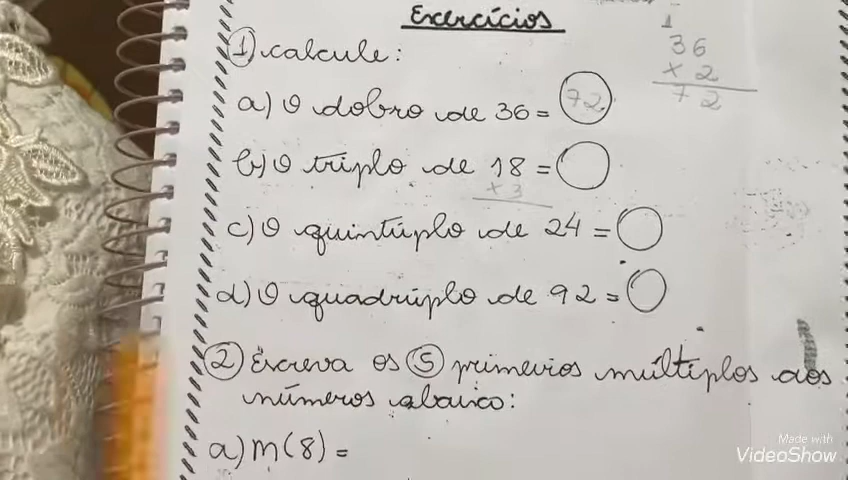 Exercícios
1 calcule:
a) O dobro de 36 = 72
1
36
x 2
72
b) O triplo de 18 =
x 3
c) O quintúplo de 24 =
d) O quadrúplo de 92 =
2 Escreva os 5 primeiros múltiplos dos
números abaixo:
a) M(8) =
Made with
VideoShow